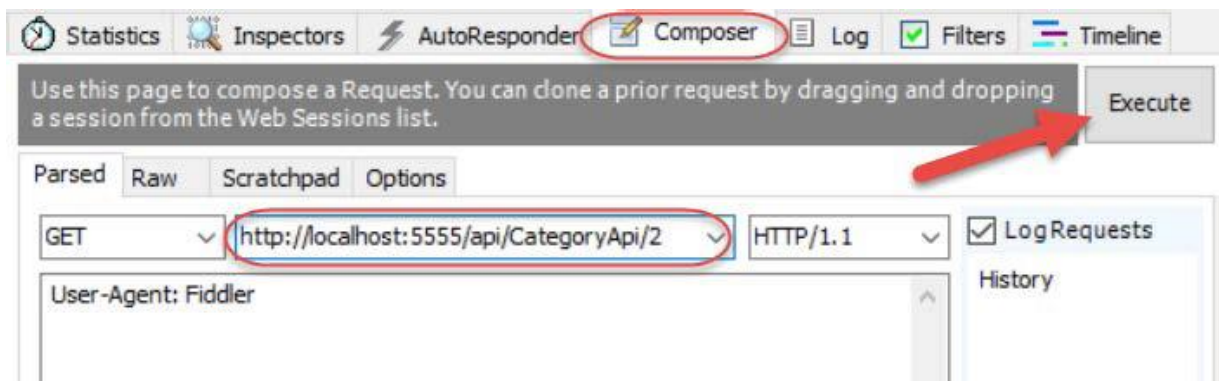 Statistics Inspectors AutoResponder Composer Log Filters Timeline
Use this page to compose a Request. You can clone a prior request by dragging and dropping
a session from the Web Sessions list.
Execute
Parsed Raw Scratchpad Options
GET http://localhost:5555/api/CategoryApi/2 HTTP/1.1 Log Requests
User-Agent: Fiddler
History